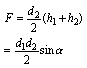 F = d₂/2 (h₁ + h₂)
= d₁d₂/2 sin α